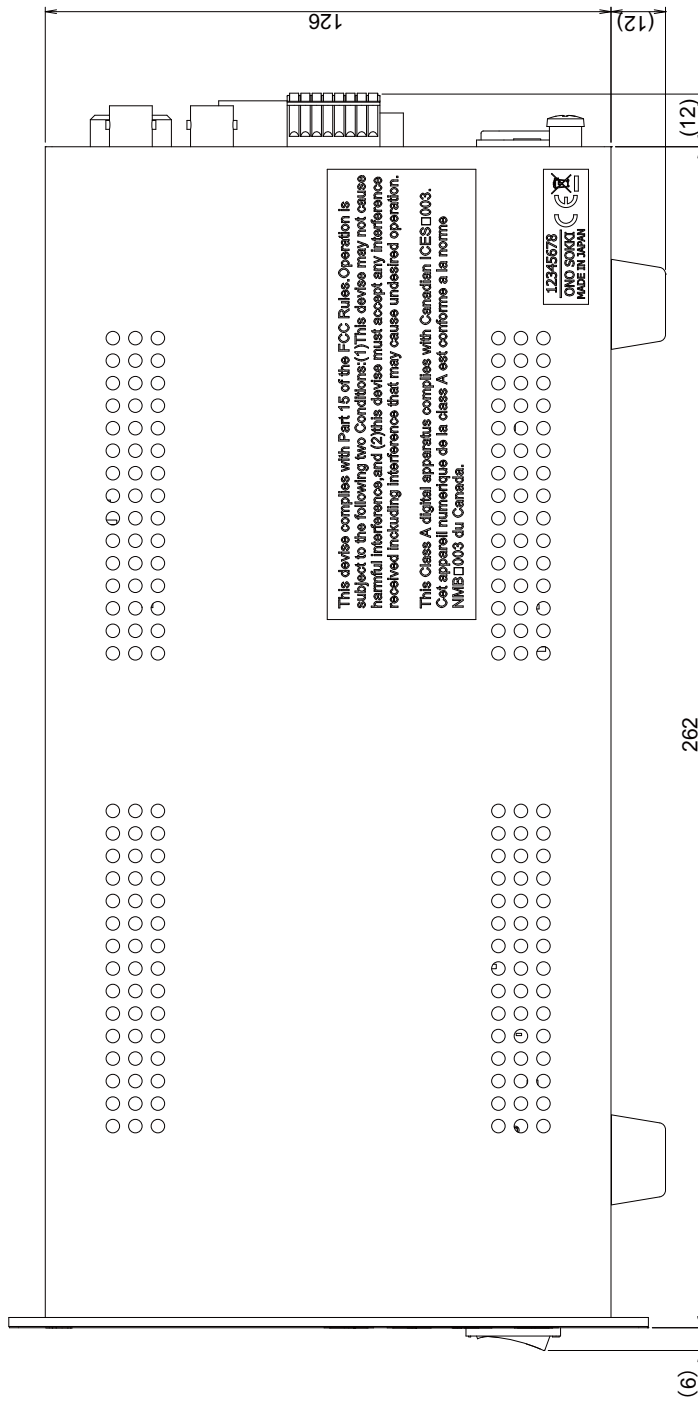 126
(12)
(12)
This devise complies with Part 15 of the FCC Rules.Operation is
subject to the following two Conditions:(1)This devise may not cause
harmful interference,and (2)this devise must accept any interference
received inckuding interference that may cause undesired operation.
This Class A digital apparatus complies with Canadian ICES□003.
Cet appareil numerique de la class A est conforme a la norme
NMB□003 du Canada.
12345678
ONO SOKKI CE
MADE IN JAPAN
262
(6)